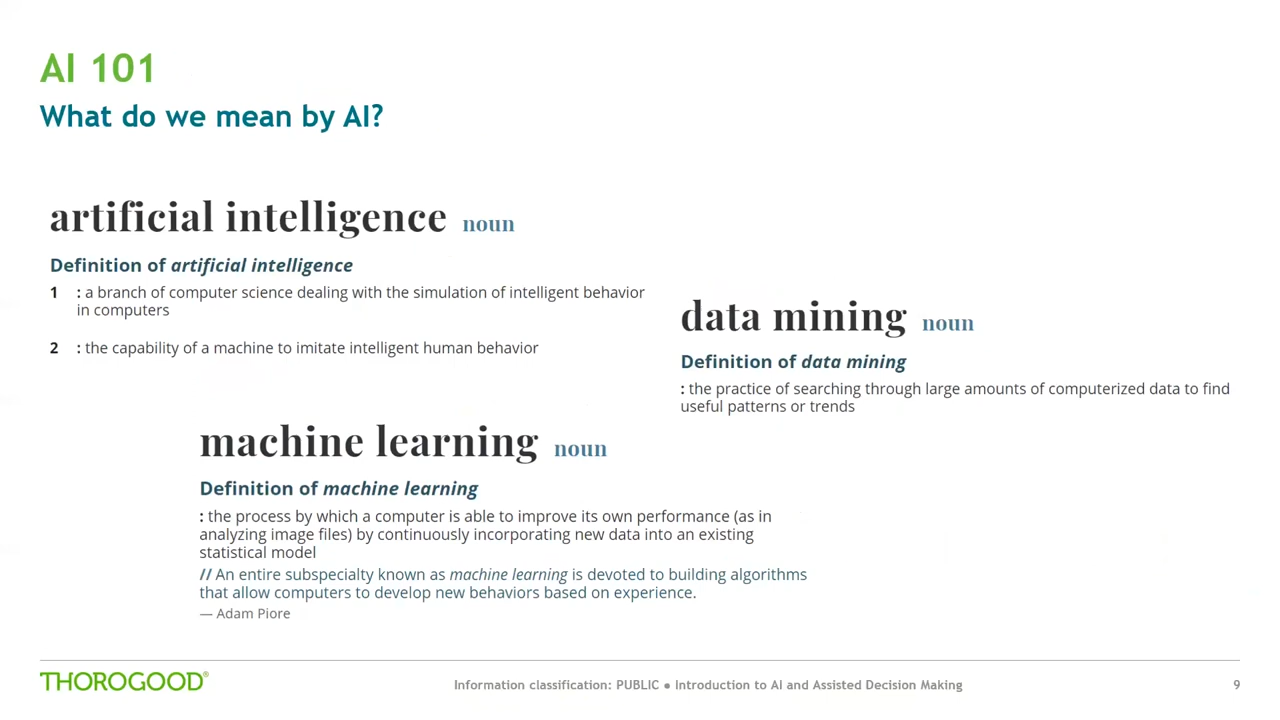 AI 101
What do we mean by AI?
artificial intelligence noun
Definition of artificial intelligence
1 : a branch of computer science dealing with the simulation of intelligent behavior
in computers
2 : the capability of a machine to imitate intelligent human behavior
data mining noun
Definition of data mining
: the practice of searching through large amounts of computerized data to find
useful patterns or trends
machine learning noun
Definition of machine learning
: the process by which a computer is able to improve its own performance (as in
analyzing image files) by continuously incorporating new data into an existing
statistical model
// An entire subspecialty known as machine learning is devoted to building algorithms
that allow computers to develop new behaviors based on experience.
— Adam Piore
THOROGOOD®
Information classification: PUBLIC ● Introduction to AI and Assisted Decision Making
9